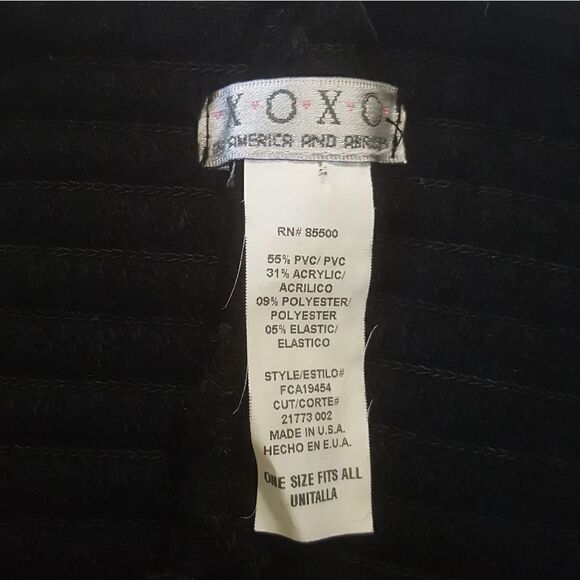 XOXO
AMERICA AND
RN# 85500
55% PVC/ PVC
31% ACRYLIC/
ACRILICO
09% POLYESTER/
POLYESTER
05% ELASTIC/
ELASTICO
STYLE/ESTILO#
FCA19454
CUT/CORTE#
21773 002
MADE IN U.S.A.
HECHO EN E.U.A.
ONE SIZE FITS ALL
UNITALLA